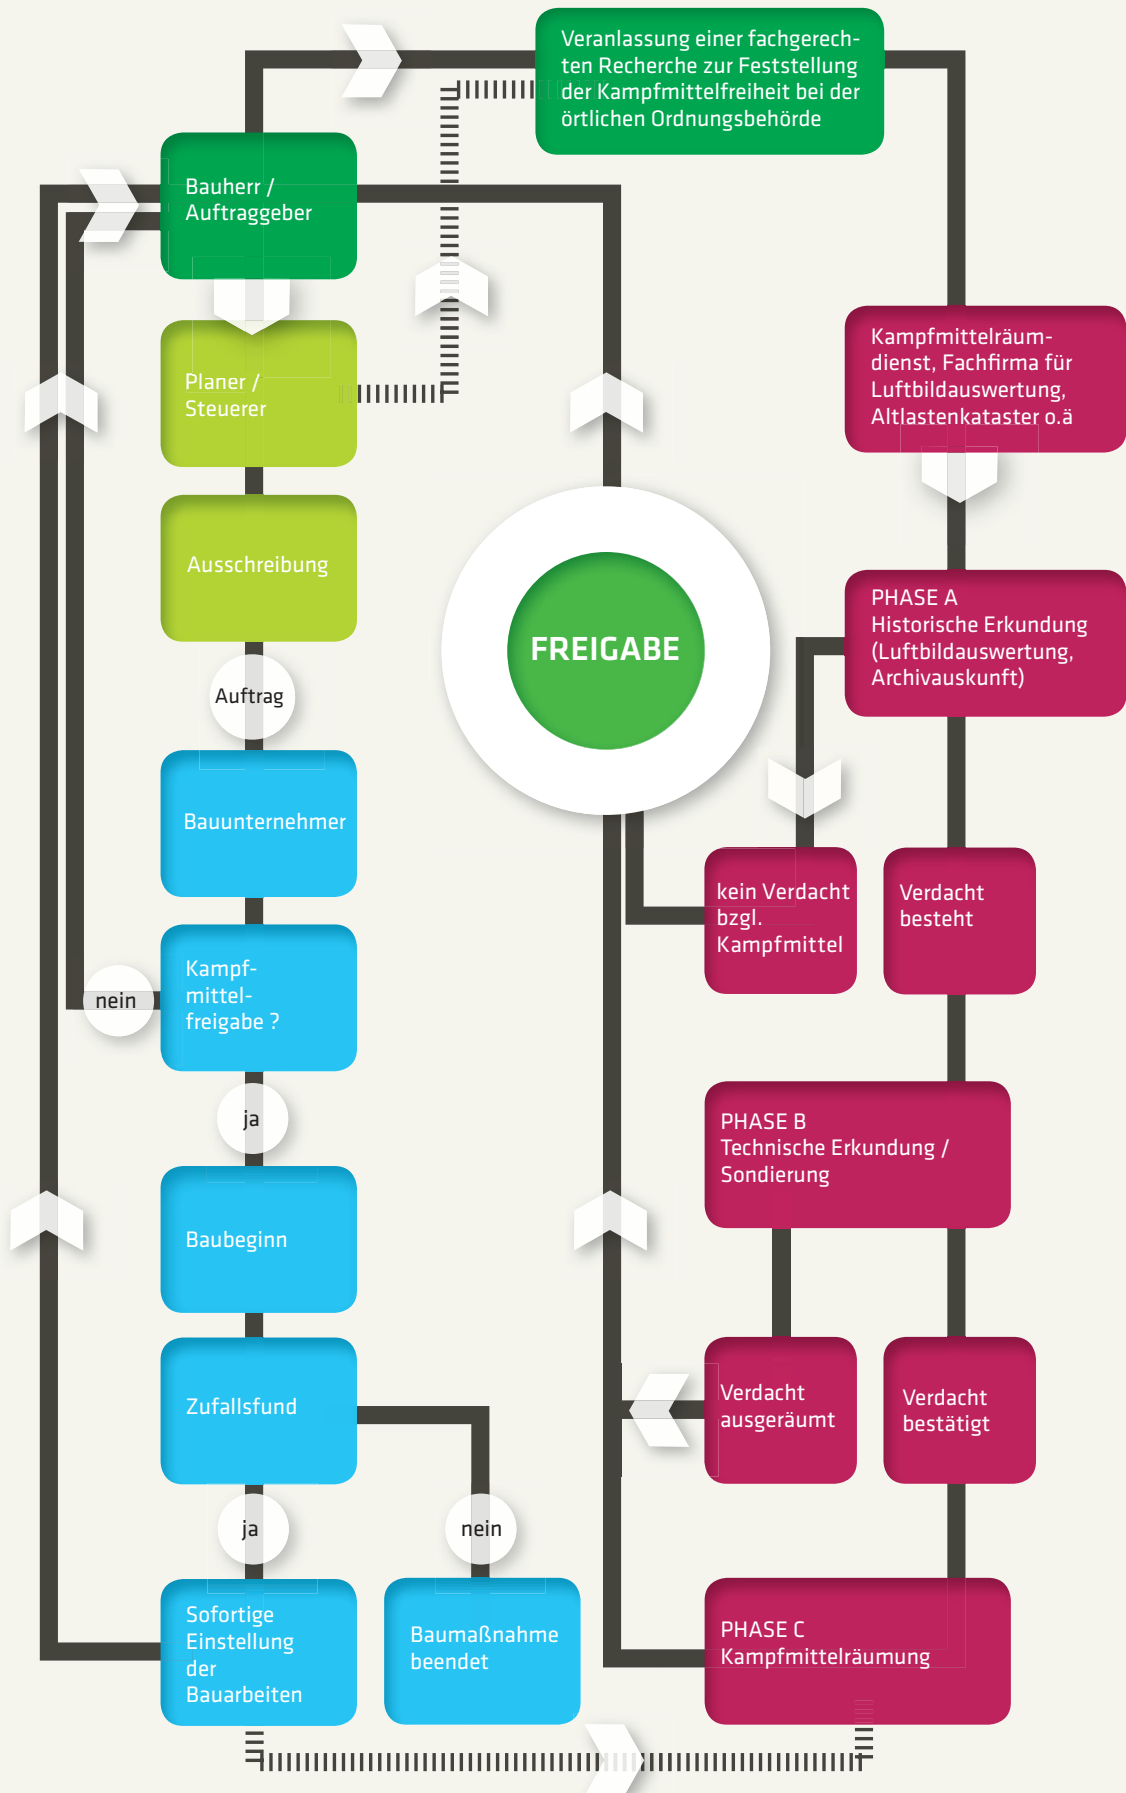 Veranlassung einer fachgerech-
ten Recherche zur Feststellung
der Kampfmittelfreiheit bei der
örtlichen Ordnungsbehörde
Bauherr /
Auftraggeber
Planer /
Steuerer
Ausschreibung
Auftrag
Bauunternehmer
Kampf-
mittel-
freigabe ?
nein
ja
Baubeginn
Zufallsfund
ja
nein
Sofortige
Einstellung
der
Bauarbeiten
Baumaßnahme
beendet
FREIGABE
Kampfmittelräum-
dienst, Fachfirma für
Luftbildauswertung,
Altlastenkataster o.ä
PHASE A
Historische Erkundung
(Luftbildauswertung,
Archivauskunft)
kein Verdacht
bzgl.
Kampfmittel
Verdacht
besteht
PHASE B
Technische Erkundung /
Sondierung
Verdacht
ausgeräumt
Verdacht
bestätigt
PHASE C
Kampfmittelräumung